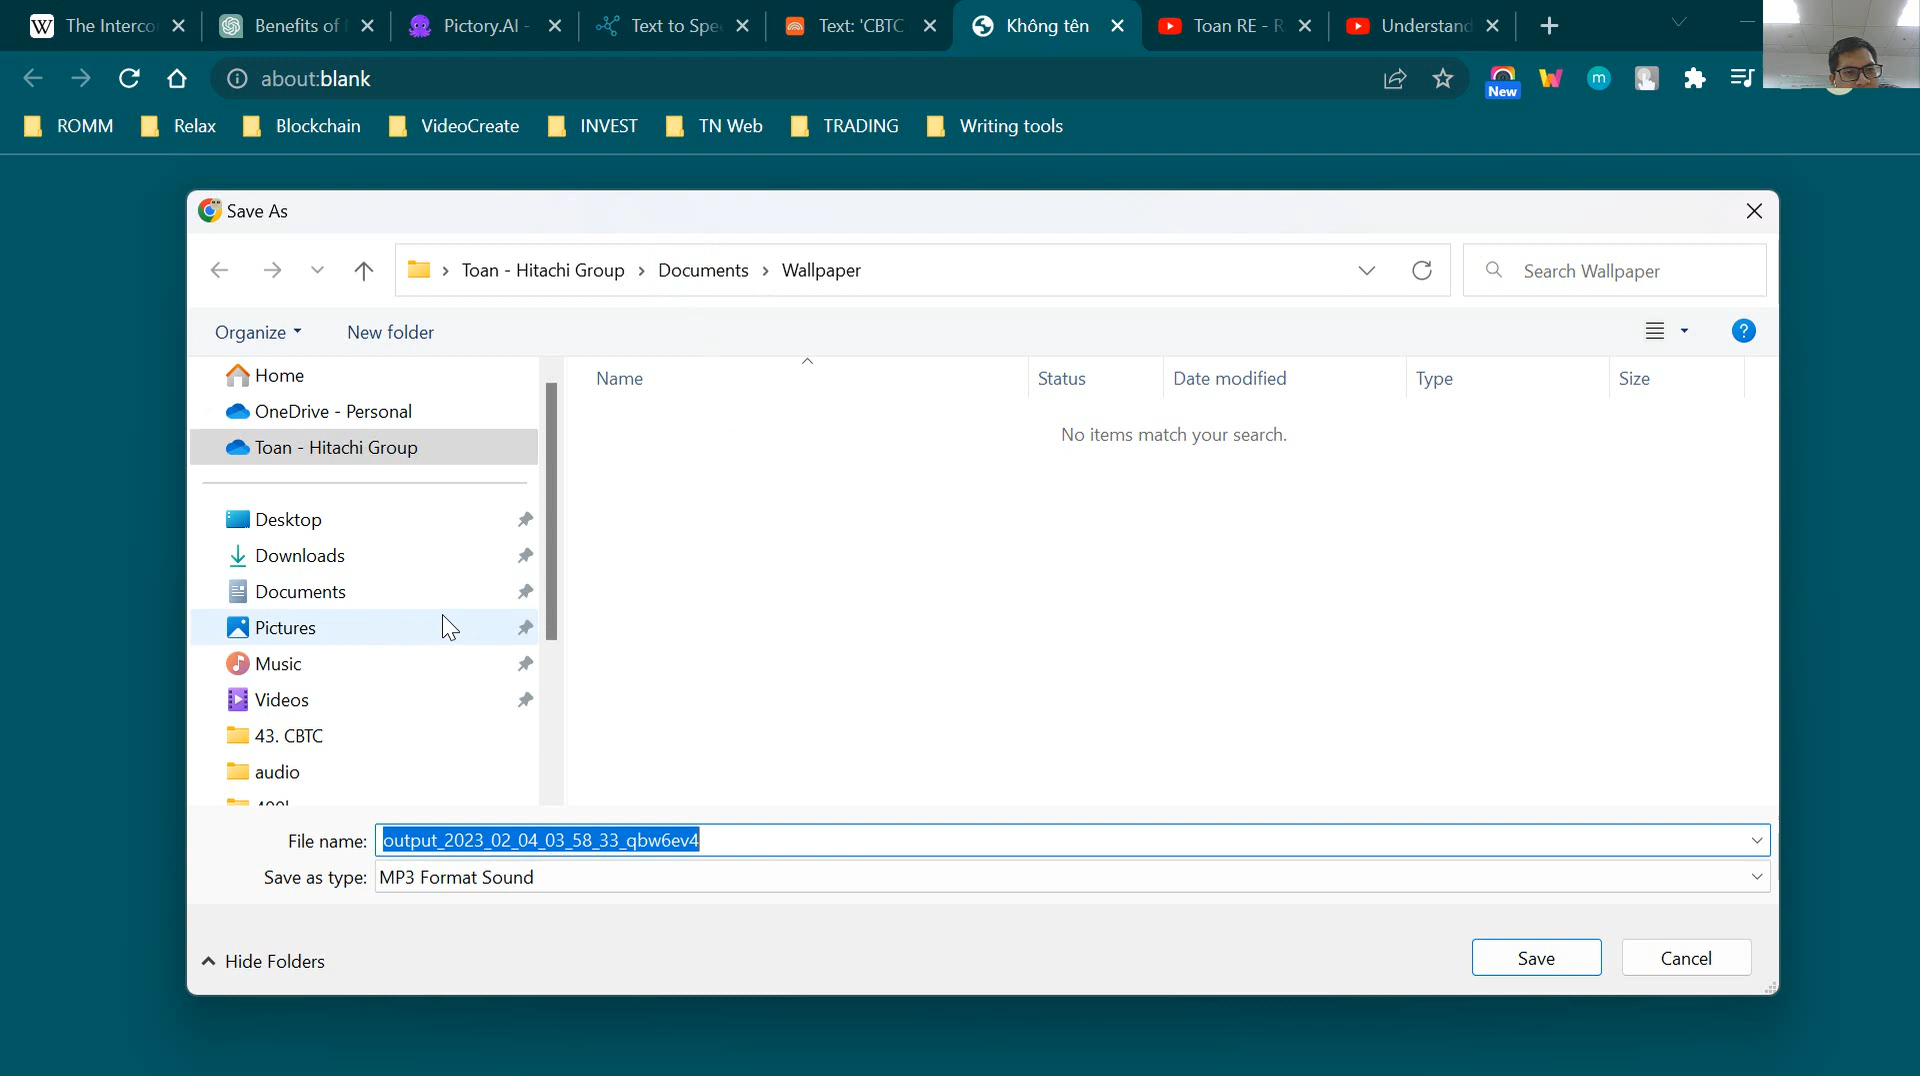 The Interco
Benefits of
Pictory.AI -
Text to Spe
Text: 'CBTC
Không tên
Toan RE - R
Understand
about:blank
New
m
ROMM
Relax
Blockchain
VideoCreate
INVEST
TN Web
TRADING
Writing tools
Save As
Toan - Hitachi Group
Documents
Wallpaper
Search Wallpaper
Organize
New folder
Name
Status
Date modified
Type
Size
No items match your search.
Home
OneDrive - Personal
Toan - Hitachi Group
Desktop
Downloads
Documents
Pictures
Music
Videos
43. CBTC
audio
File name:
output_2023_02_04_03_58_33_qbw6ev4
Save as type:
MP3 Format Sound
Hide Folders
Save
Cancel